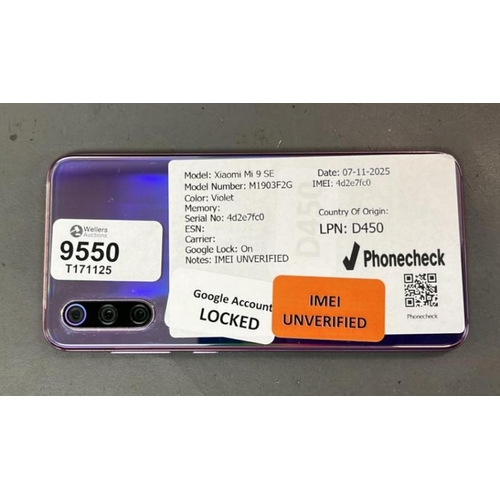 Wellers
Auctions
9550
T171125
Model: Xiaomi Mi 9 SE
Model Number: M1903F2G
Color: Violet
Memory:
Serial No: 4d2e7fc0
ESN:
Carrier:
Google Lock: On
Notes: IMEI UNVERIFIED
Date: 07-11-2025
IMEI: 4d2e7fc0
Country Of Origin:
LPN: D450
Phonecheck
Phonecheck
D450
Google Account
LOCKED
IMEI
UNVERIFIED